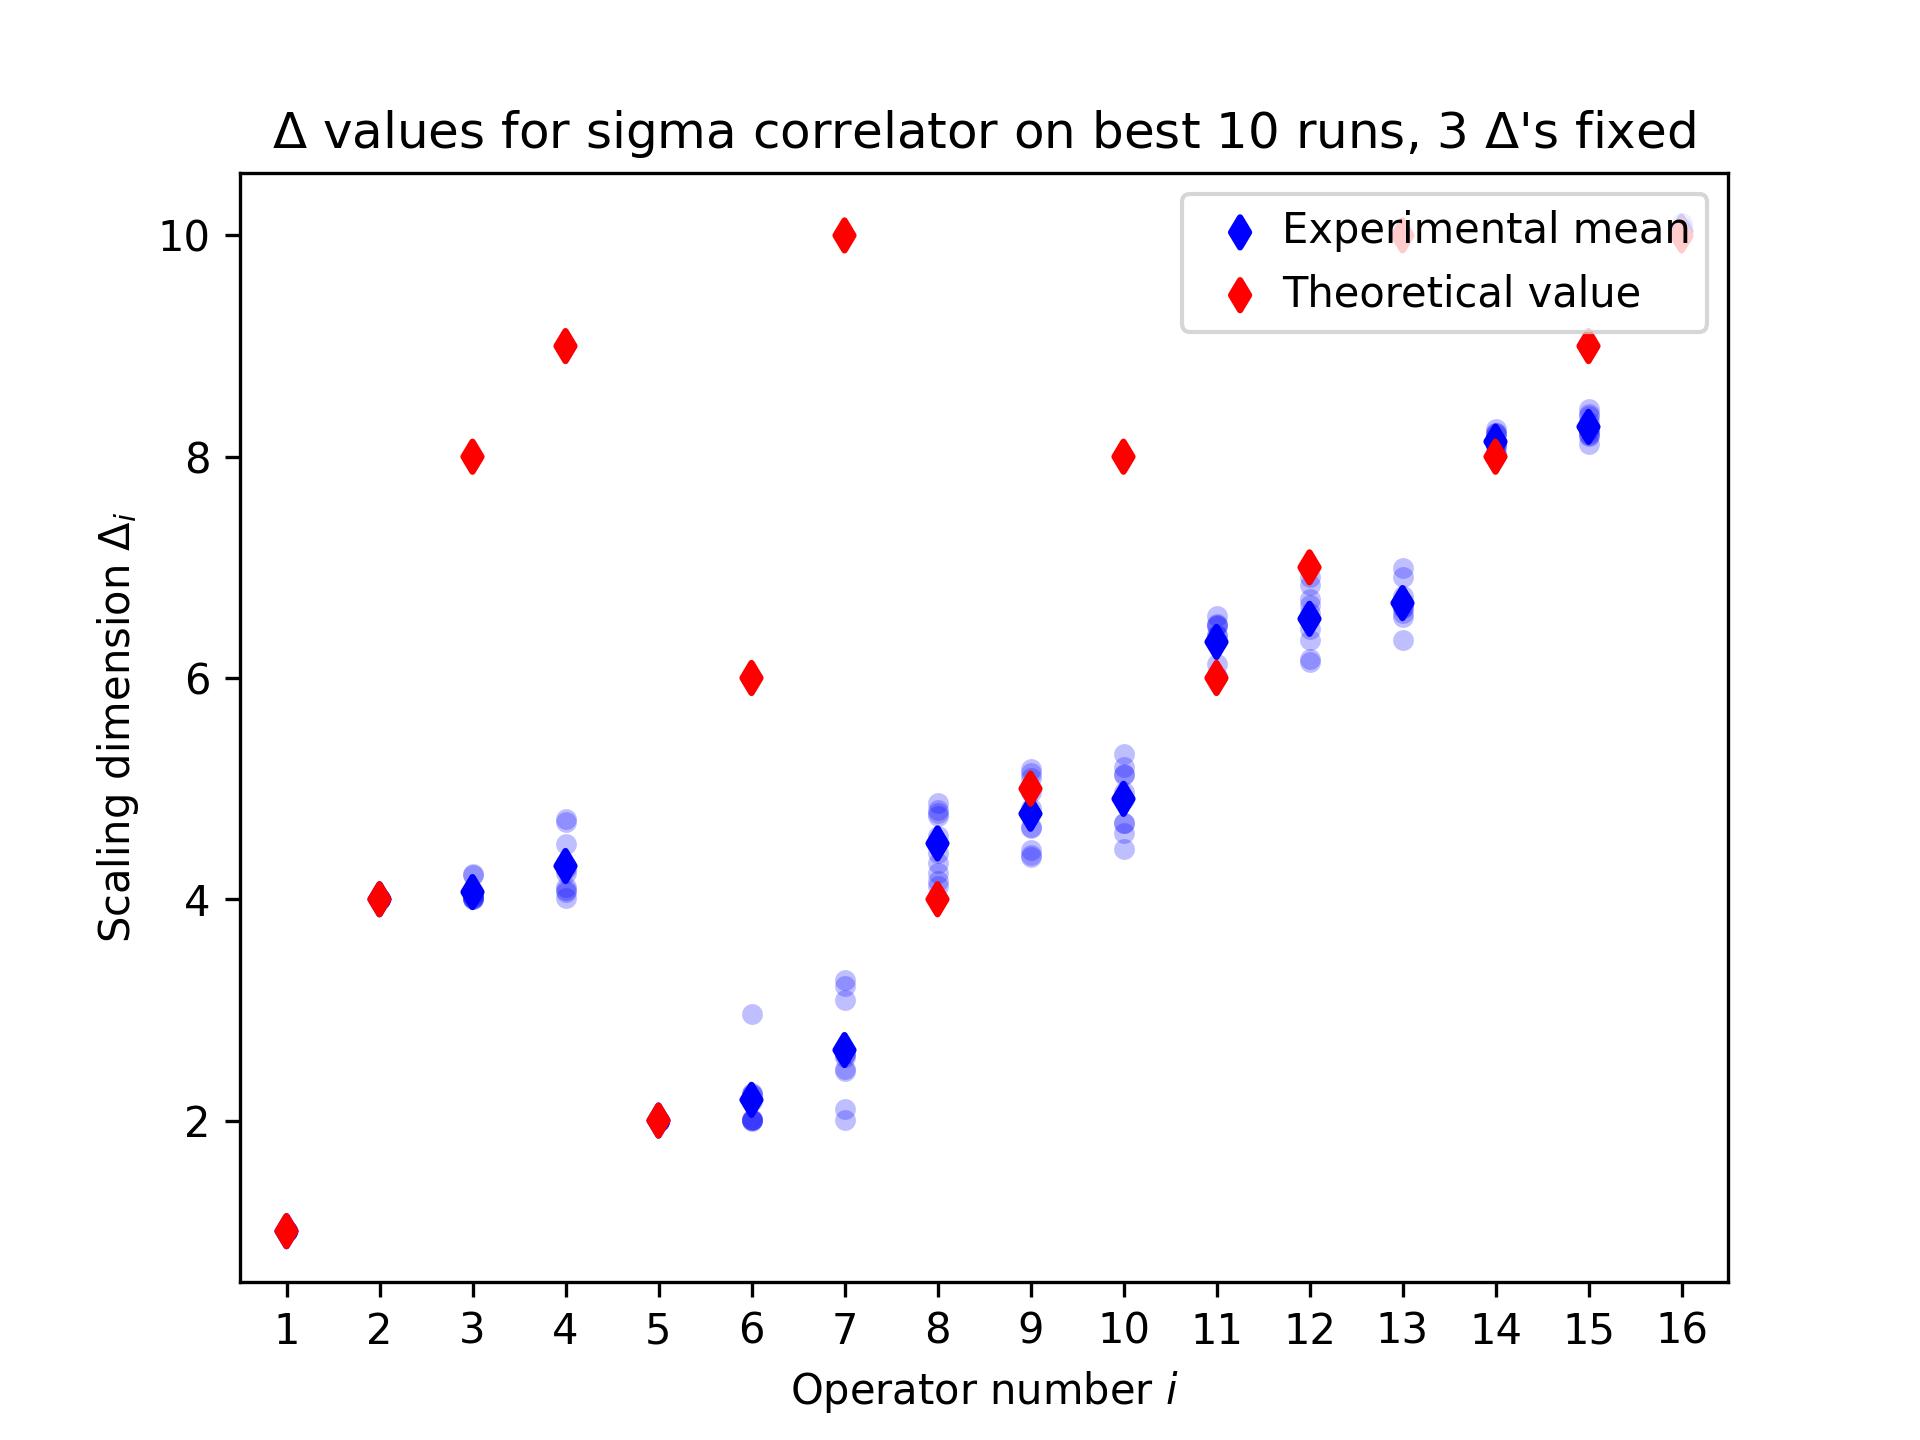 Δ values for sigma correlator on best 10 runs, 3 Δ's fixed
Experimental mean
Theoretical value
10
8
6
4
2
Scaling dimension Δᵢ
1 2 3 4 5 6 7 8 9 10 11 12 13 14 15 16
Operator number i